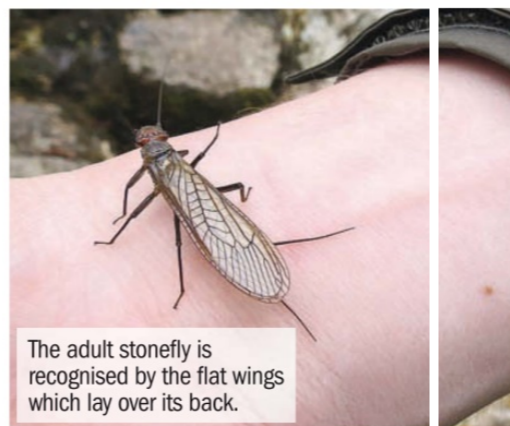 The adult stonefly is
recognised by the flat wings
which lay over its back.